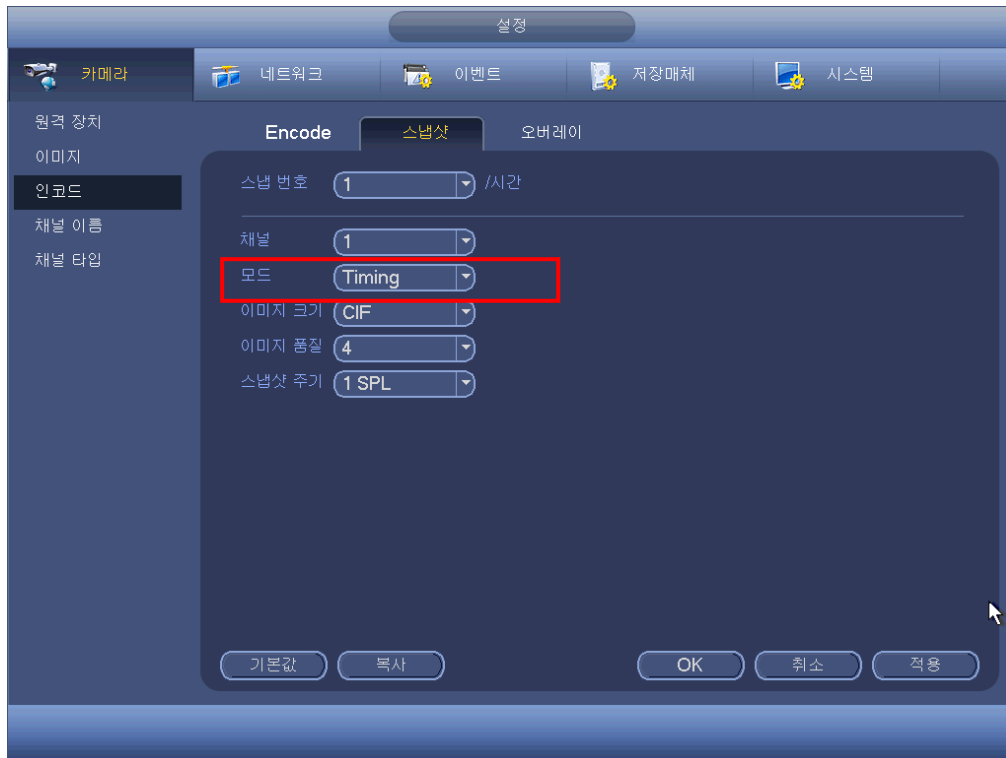 설정
카메라 네트워크 이벤트 저장매체 시스템
원격 장치
이미지
인코드
채널 이름
채널 타입
Encode 스냅샷 오버레이
스냅 번호 1 /시간
채널 1
모드 Timing
이미지 크기 CIF
이미지 품질 4
스냅샷 주기 1 SPL
기본값 복사 OK 취소 적용